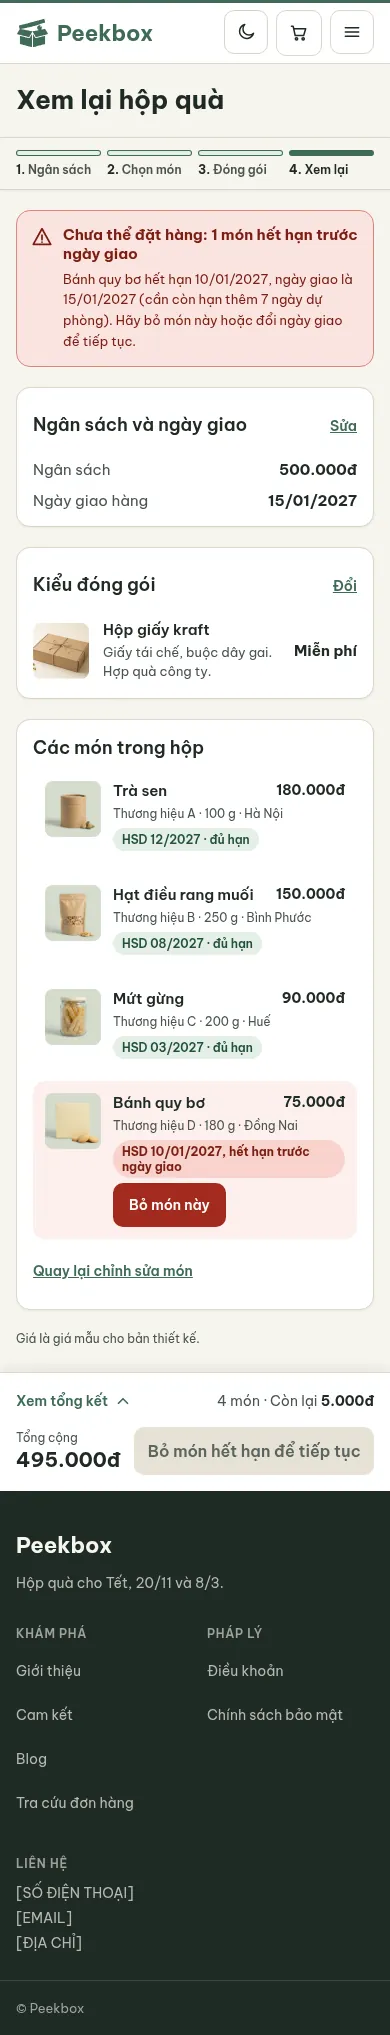 Peekbox
Xem lại hộp quà
1. Ngân sách
2. Chọn món
3. Đóng gói
4. Xem lại
Chưa thể đặt hàng: 1 món hết hạn trước
ngày giao
Bánh quy bơ hết hạn 10/01/2027, ngày giao là
15/01/2027 (cần còn hạn thêm 7 ngày dự
phòng). Hãy bỏ món này hoặc đổi ngày giao
để tiếp tục.
Ngân sách và ngày giao
Sửa
Ngân sách
500.000đ
Ngày giao hàng
15/01/2027
Kiểu đóng gói
Đổi
Hộp giấy kraft
Giấy tái chế, buộc dây gai.
Hợp quà công ty.
Miễn phí
Các món trong hộp
Trà sen
180.000đ
Thương hiệu A · 100 g · Hà Nội
HSD 12/2027 · đủ hạn
Hạt điều rang muối
150.000đ
Thương hiệu B · 250 g · Bình Phước
HSD 08/2027 · đủ hạn
Mứt gừng
90.000đ
Thương hiệu C · 200 g · Huế
HSD 03/2027 · đủ hạn
Bánh quy bơ
75.000đ
Thương hiệu D · 180 g · Đồng Nai
HSD 10/01/2027, hết hạn trước
ngày giao
Bỏ món này
Quay lại chỉnh sửa món
Giá là giá mẫu cho bản thiết kế.
Xem tổng kết
4 món · Còn lại 5.000đ
Tổng cộng
495.000đ
Bỏ món hết hạn để tiếp tục
Peekbox
Hộp quà cho Tết, 20/11 và 8/3.
KHÁM PHÁ
Giới thiệu
Cam kết
Blog
Tra cứu đơn hàng
PHÁP LÝ
Điều khoản
Chính sách bảo mật
LIÊN HỆ
[SỐ ĐIỆN THOẠI]
[EMAIL]
[ĐỊA CHỈ]
© Peekbox